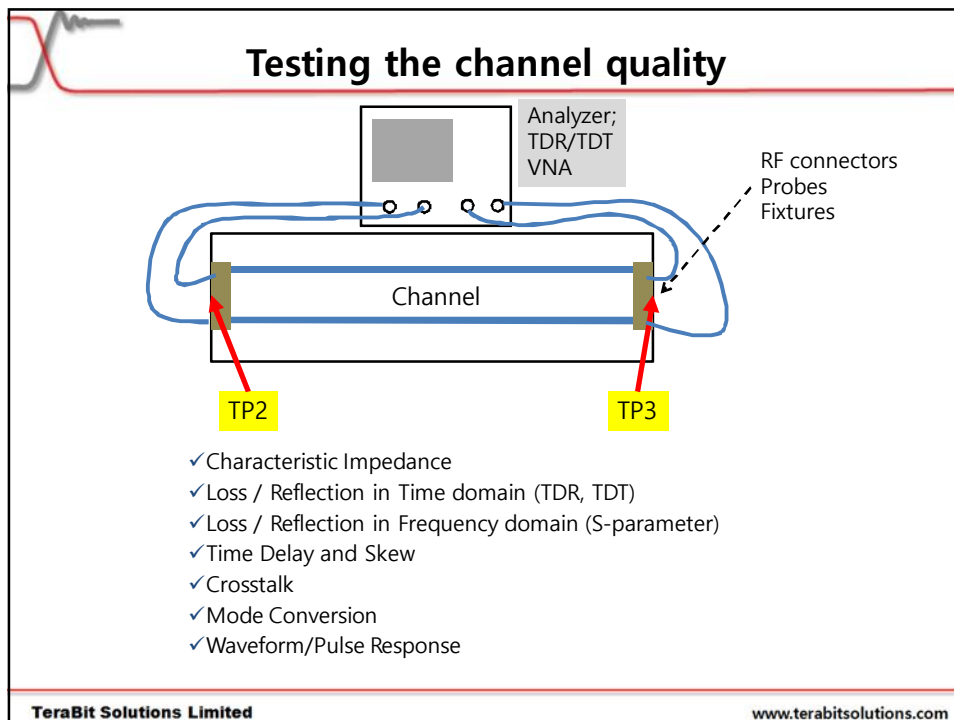 Testing the channel quality
Analyzer;
TDR/TDT
VNA
RF connectors
Probes
Fixtures
Channel
TP2
TP3
✓Characteristic Impedance
✓Loss / Reflection in Time domain (TDR, TDT)
✓Loss / Reflection in Frequency domain (S-parameter)
✓Time Delay and Skew
✓Crosstalk
✓Mode Conversion
✓Waveform/Pulse Response
TeraBit Solutions Limited
www.terabitsolutions.com